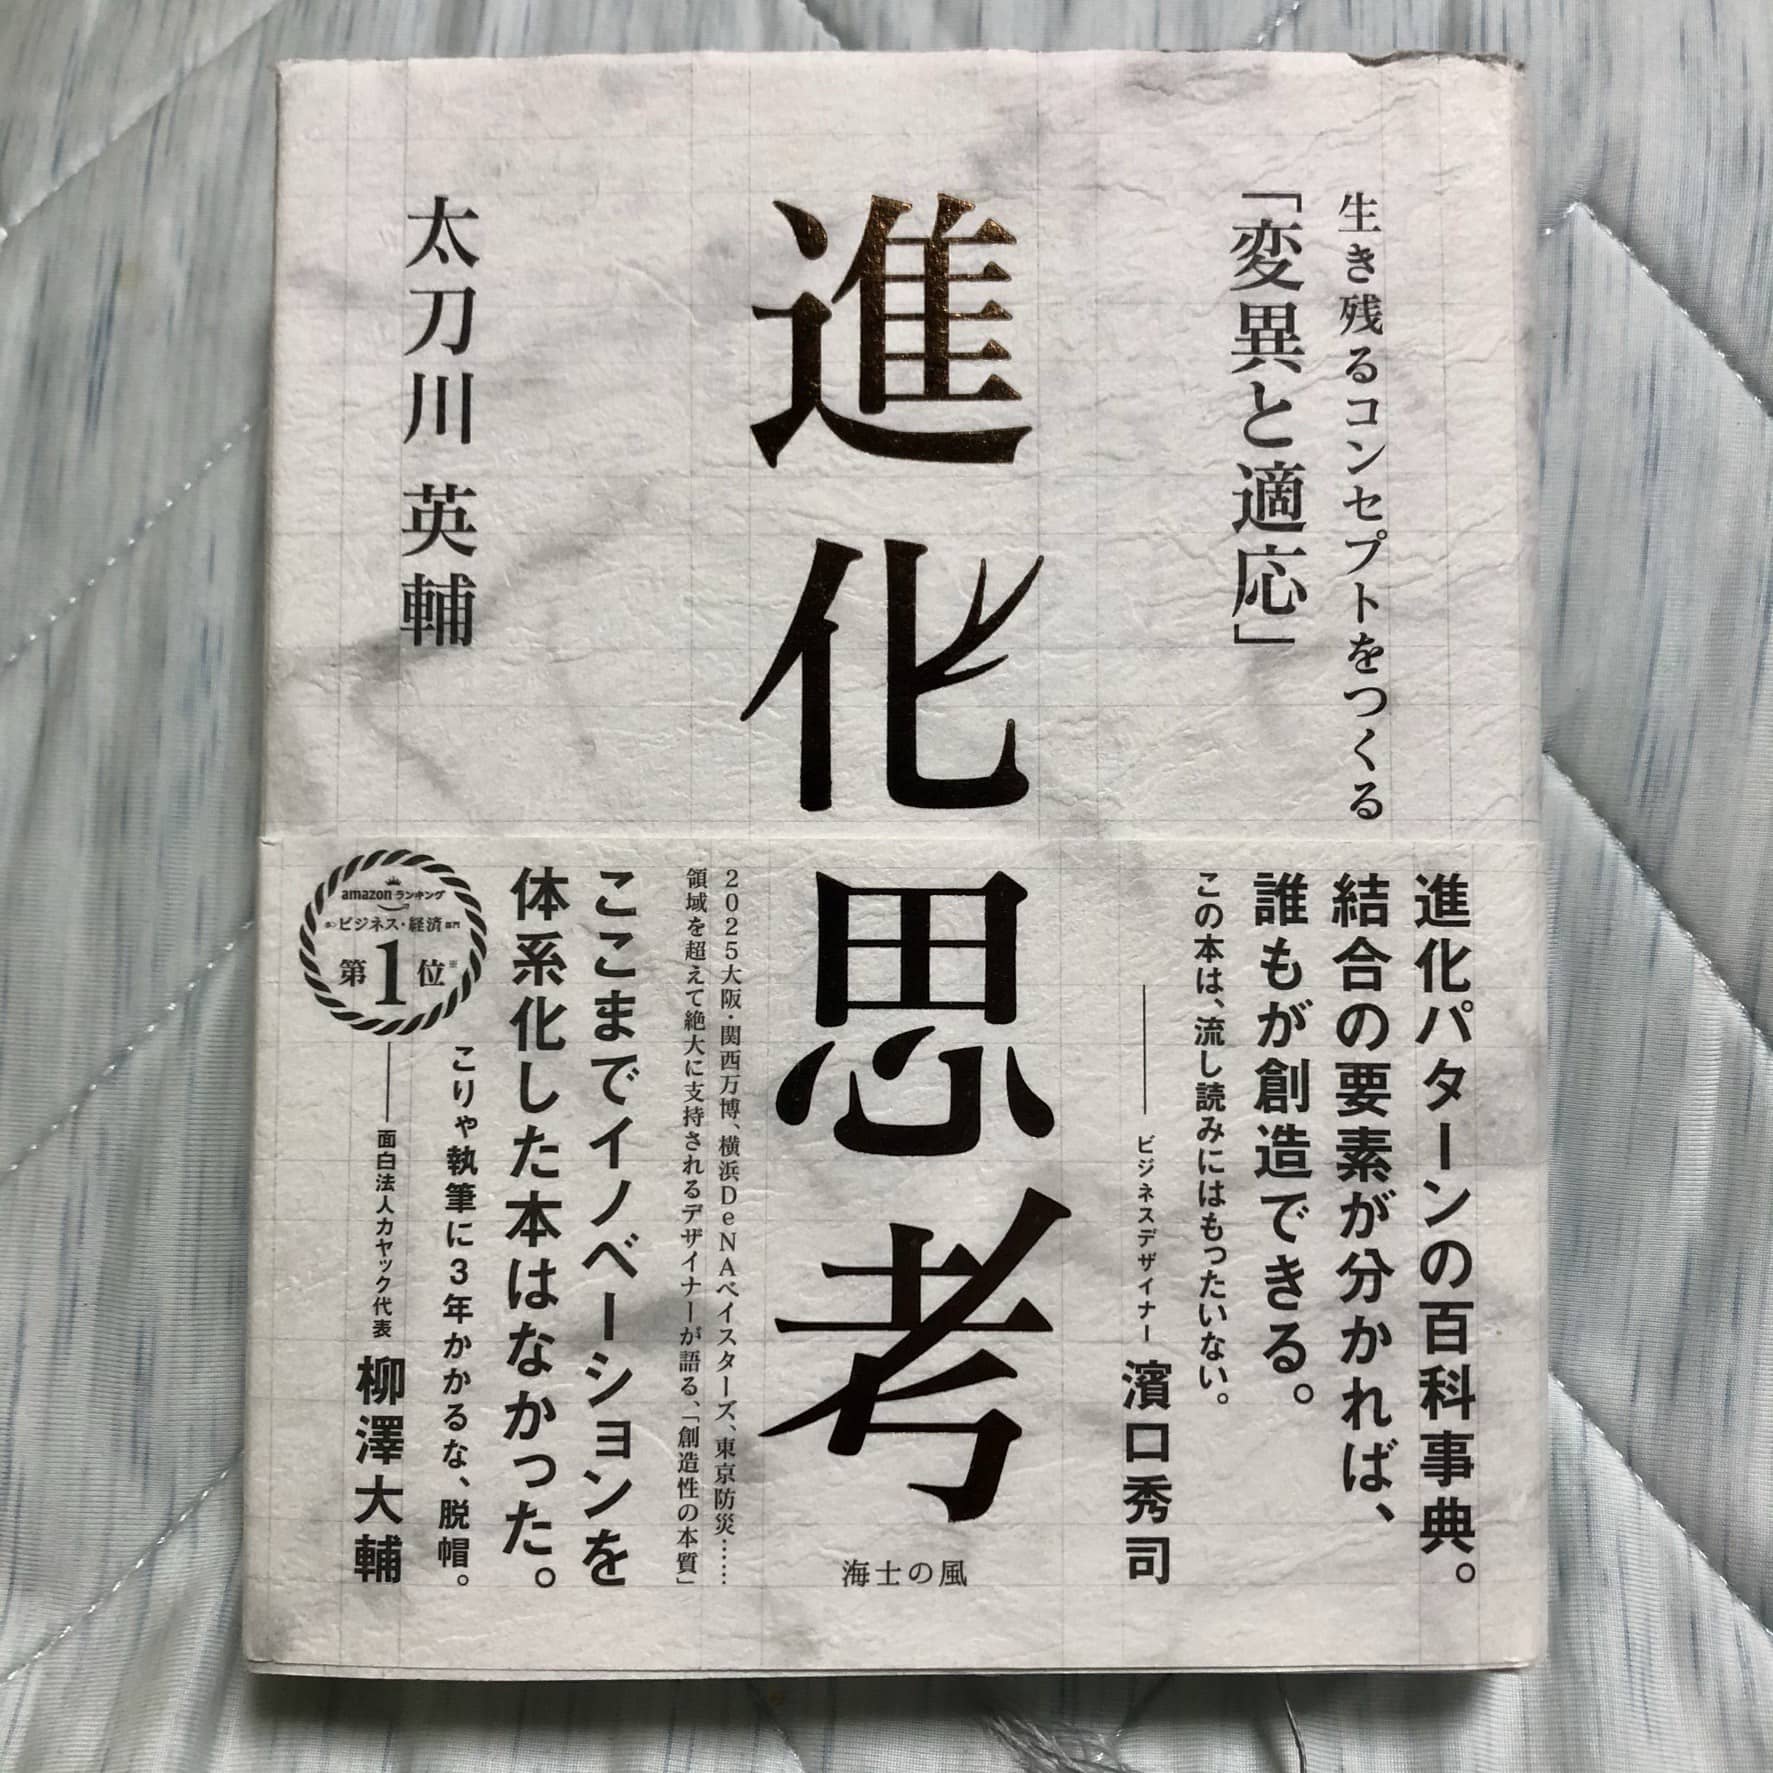 生き残るコンセプトをつくる
「変異と適応」
進化思考
太刀川英輔
進化パターンの百科事典。
結合の要素が分かれば、
誰もが創造できる。
この本は、流し読みにはもったいない。
――ビジネスデザイナー 濱口秀司
2025大阪・関西万博、横浜DeNAベイスターズ、東京防災……
領域を超えて絶大に支持されるデザイナーが語る、「創造性の本質」
ここまでイノベーションを
体系化した本はなかった。
こりゃ執筆に3年かかるな、脱帽。
――面白法人カヤック代表 柳澤大輔
amazonランキング
ビジネス・経済部門
第1位※
海士の風